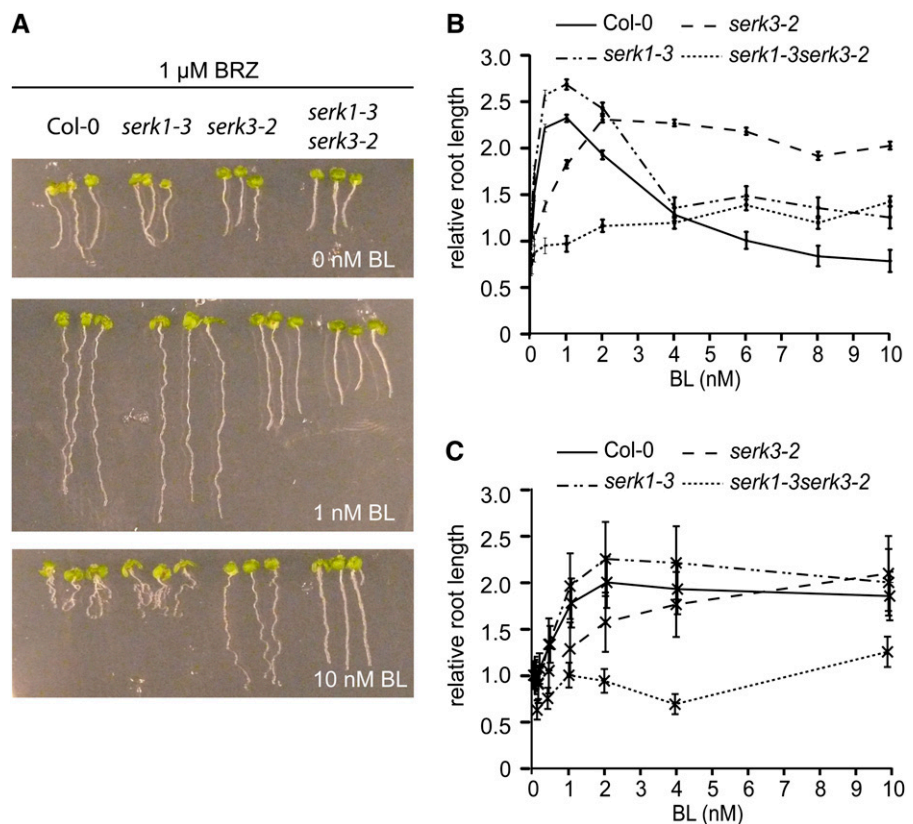 A
1 µM BRZ
Col-0 serk1-3 serk3-2 serk1-3 serk3-2
0 nM BL
1 nM BL
10 nM BL
B
Col-0 serk3-2
serk1-3 serk1-3serk3-2
relative root length
3.0
2.5
2.0
1.5
1.0
0.5
0
0 1 2 3 4 5 6 7 8 9 10
BL (nM)
C
Col-0 serk3-2
serk1-3 serk1-3serk3-2
relative root length
3.0
2.5
2.0
1.5
1.0
0.5
0
0 1 2 3 4 5 6 7 8 9 10
BL (nM)